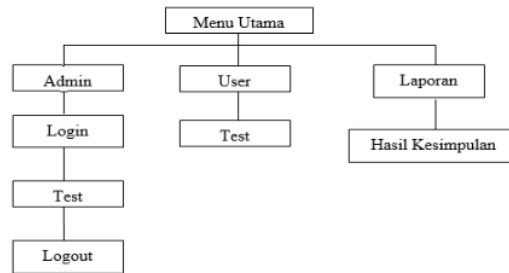 Menu Utama
Admin
User
Laporan
Login
Test
Hasil Kesimpulan
Test
Logout